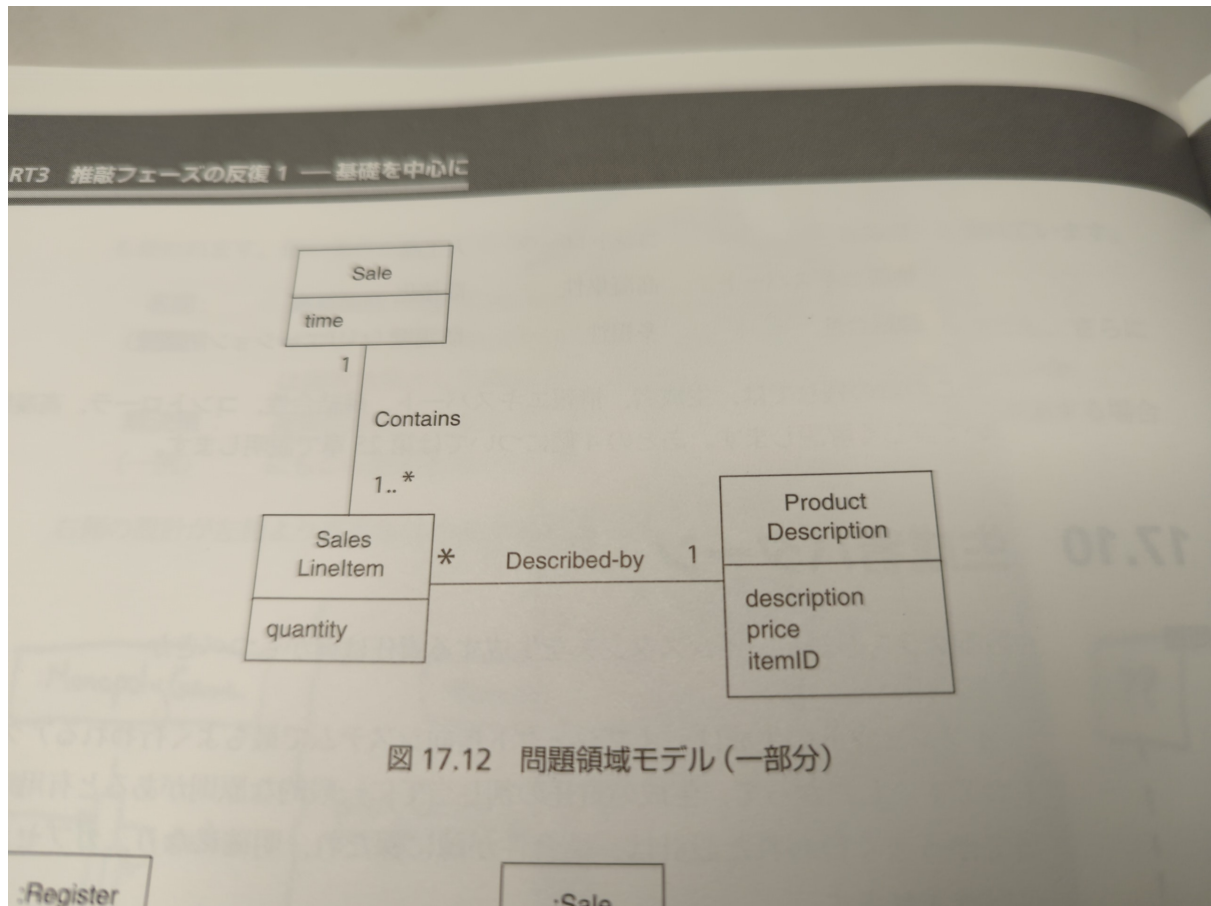 RT3 推敲フェーズの反復 1 ― 基礎を中心に
Sale
time
1
Contains
1..*
Sales
LineItem
quantity
*
Described-by
1
Product
Description
description
price
itemID
図 17.12 問題領域モデル (一部分)
:Register
:Sale